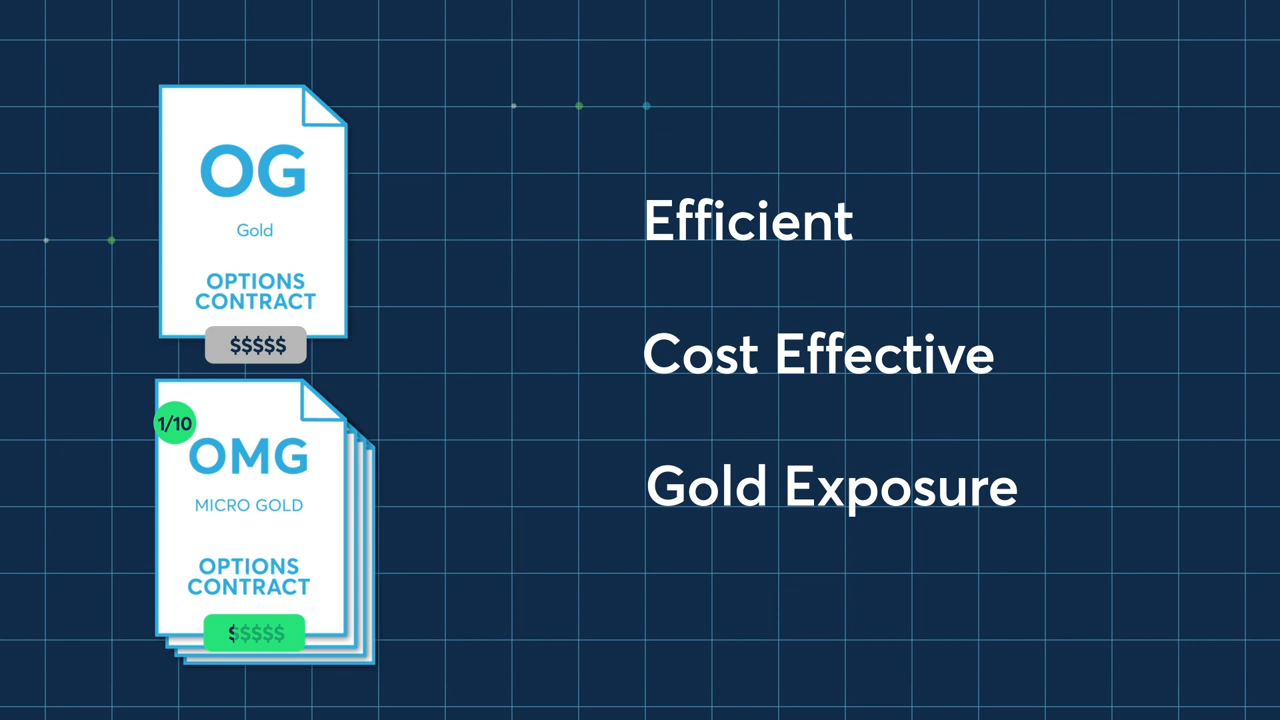 OG
Gold
OPTIONS
CONTRACT
$$$$$
1/10
OMG
MICRO GOLD
OPTIONS
CONTRACT
$$$$$
Efficient
Cost Effective
Gold Exposure